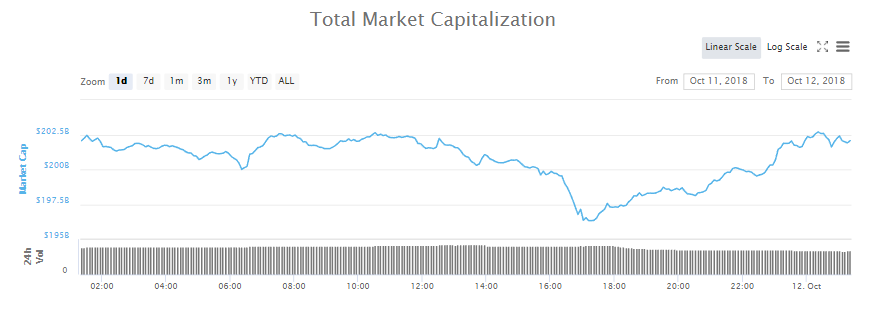 Total Market Capitalization
Linear Scale Log Scale
Zoom 1d 7d 1m 3m 1y YTD ALL From Oct 11, 2018 To Oct 12, 2018
Market Cap
$202.5B
$200B
$197.5B
$195B
24h
Vol
0
02:00 04:00 06:00 08:00 10:00 12:00 14:00 16:00 18:00 20:00 22:00 12. Oct